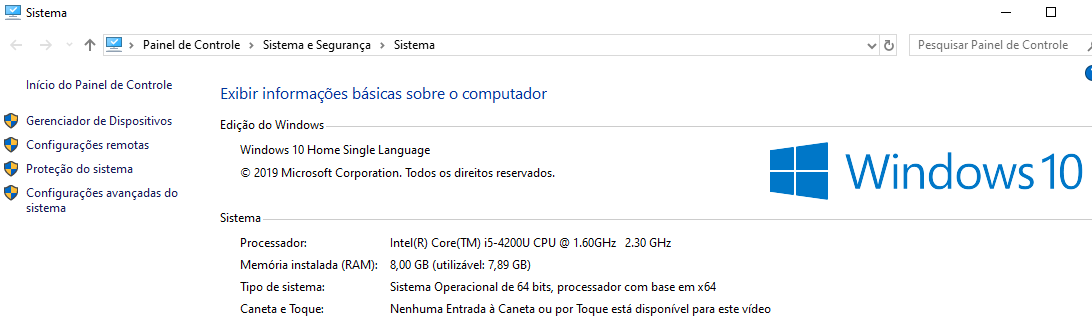 Sistema
Painel de Controle > Sistema e Segurança > Sistema
Pesquisar Painel de Controle
Início do Painel de Controle
Gerenciador de Dispositivos
Configurações remotas
Proteção do sistema
Configurações avançadas do
sistema
Exibir informações básicas sobre o computador
Edição do Windows
Windows 10 Home Single Language
© 2019 Microsoft Corporation. Todos os direitos reservados.
Windows 10
Sistema
Processador: Intel(R) Core(TM) i5-4200U CPU @ 1.60GHz 2.30 GHz
Memória instalada (RAM): 8,00 GB (utilizável: 7,89 GB)
Tipo de sistema: Sistema Operacional de 64 bits, processador com base em x64
Caneta e Toque: Nenhuma Entrada à Caneta ou por Toque está disponível para este vídeo